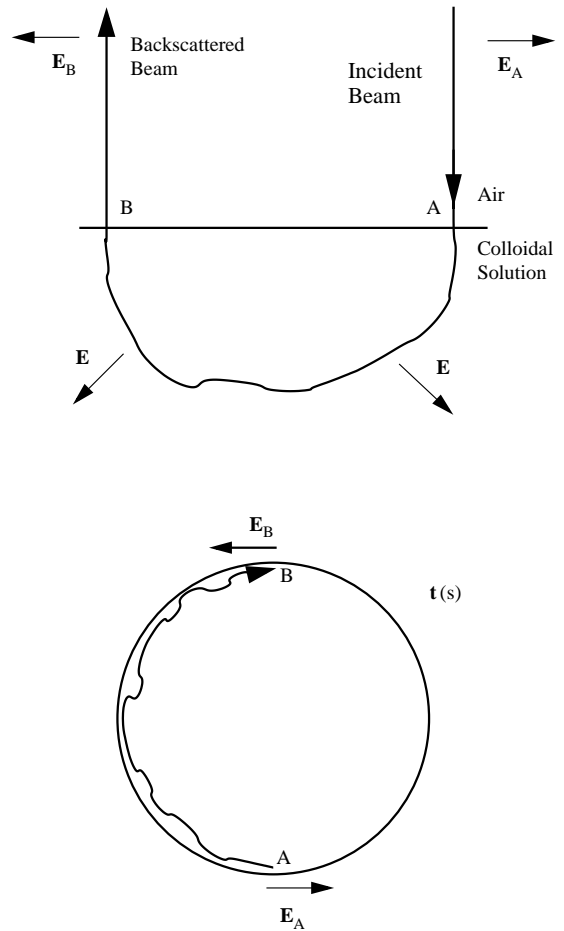 E_B
Backscattered
Beam
Incident
Beam
E_A
B
A
Air
Colloidal
Solution
E
E
E_B
B
t(s)
A
E_A